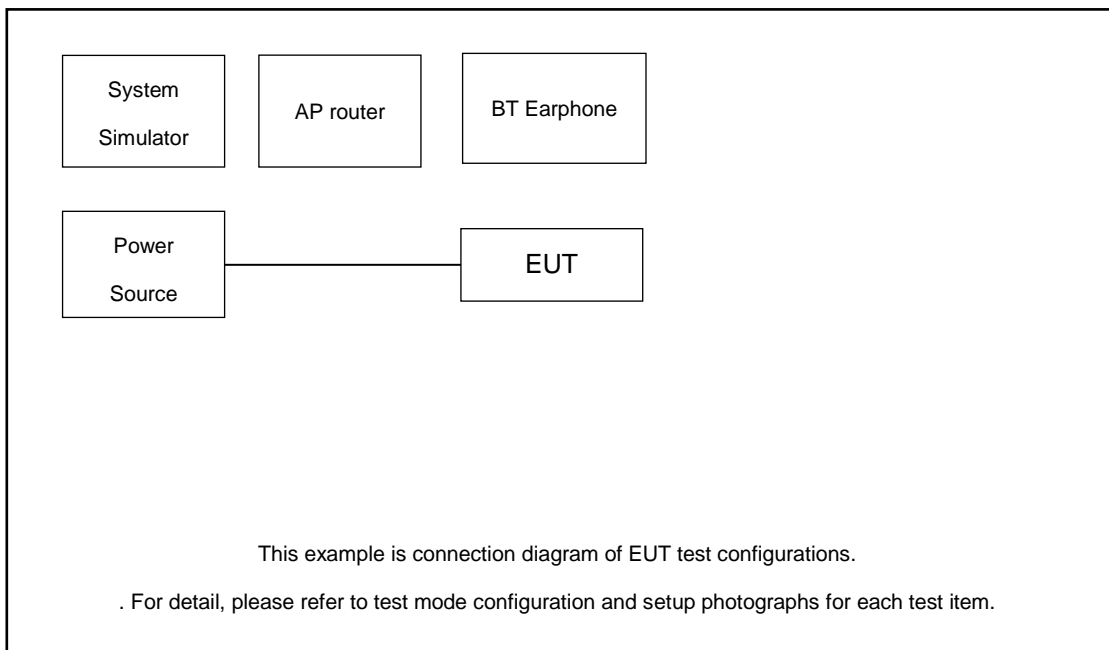 System
Simulator
AP router
BT Earphone
Power
Source
EUT
This example is connection diagram of EUT test configurations.
. For detail, please refer to test mode configuration and setup photographs for each test item.